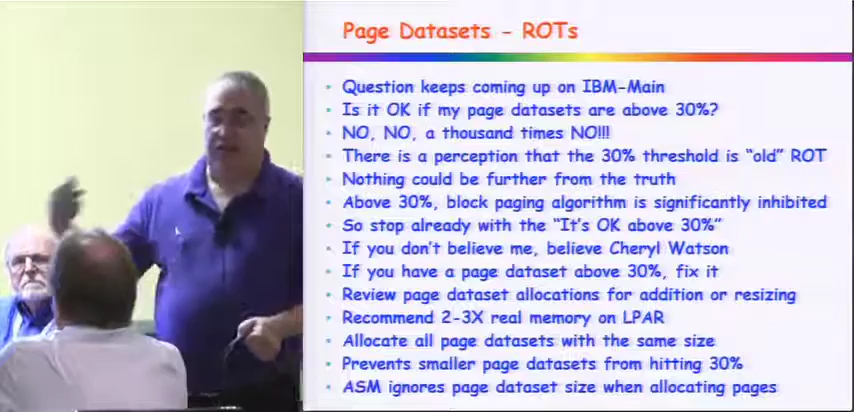 Page Datasets - ROTs
Question keeps coming up on IBM-Main
Is it OK if my page datasets are above 30%?
NO, NO, a thousand times NO!!!
There is a perception that the 30% threshold is “old” ROT
Nothing could be further from the truth
Above 30%, block paging algorithm is significantly inhibited
So stop already with the “It’s OK above 30%”
If you don’t believe me, believe Cheryl Watson
If you have a page dataset above 30%, fix it
Review page dataset allocations for addition or resizing
Recommend 2-3X real memory on LPAR
Allocate all page datasets with the same size
Prevents smaller page datasets from hitting 30%
ASM ignores page dataset size when allocating pages